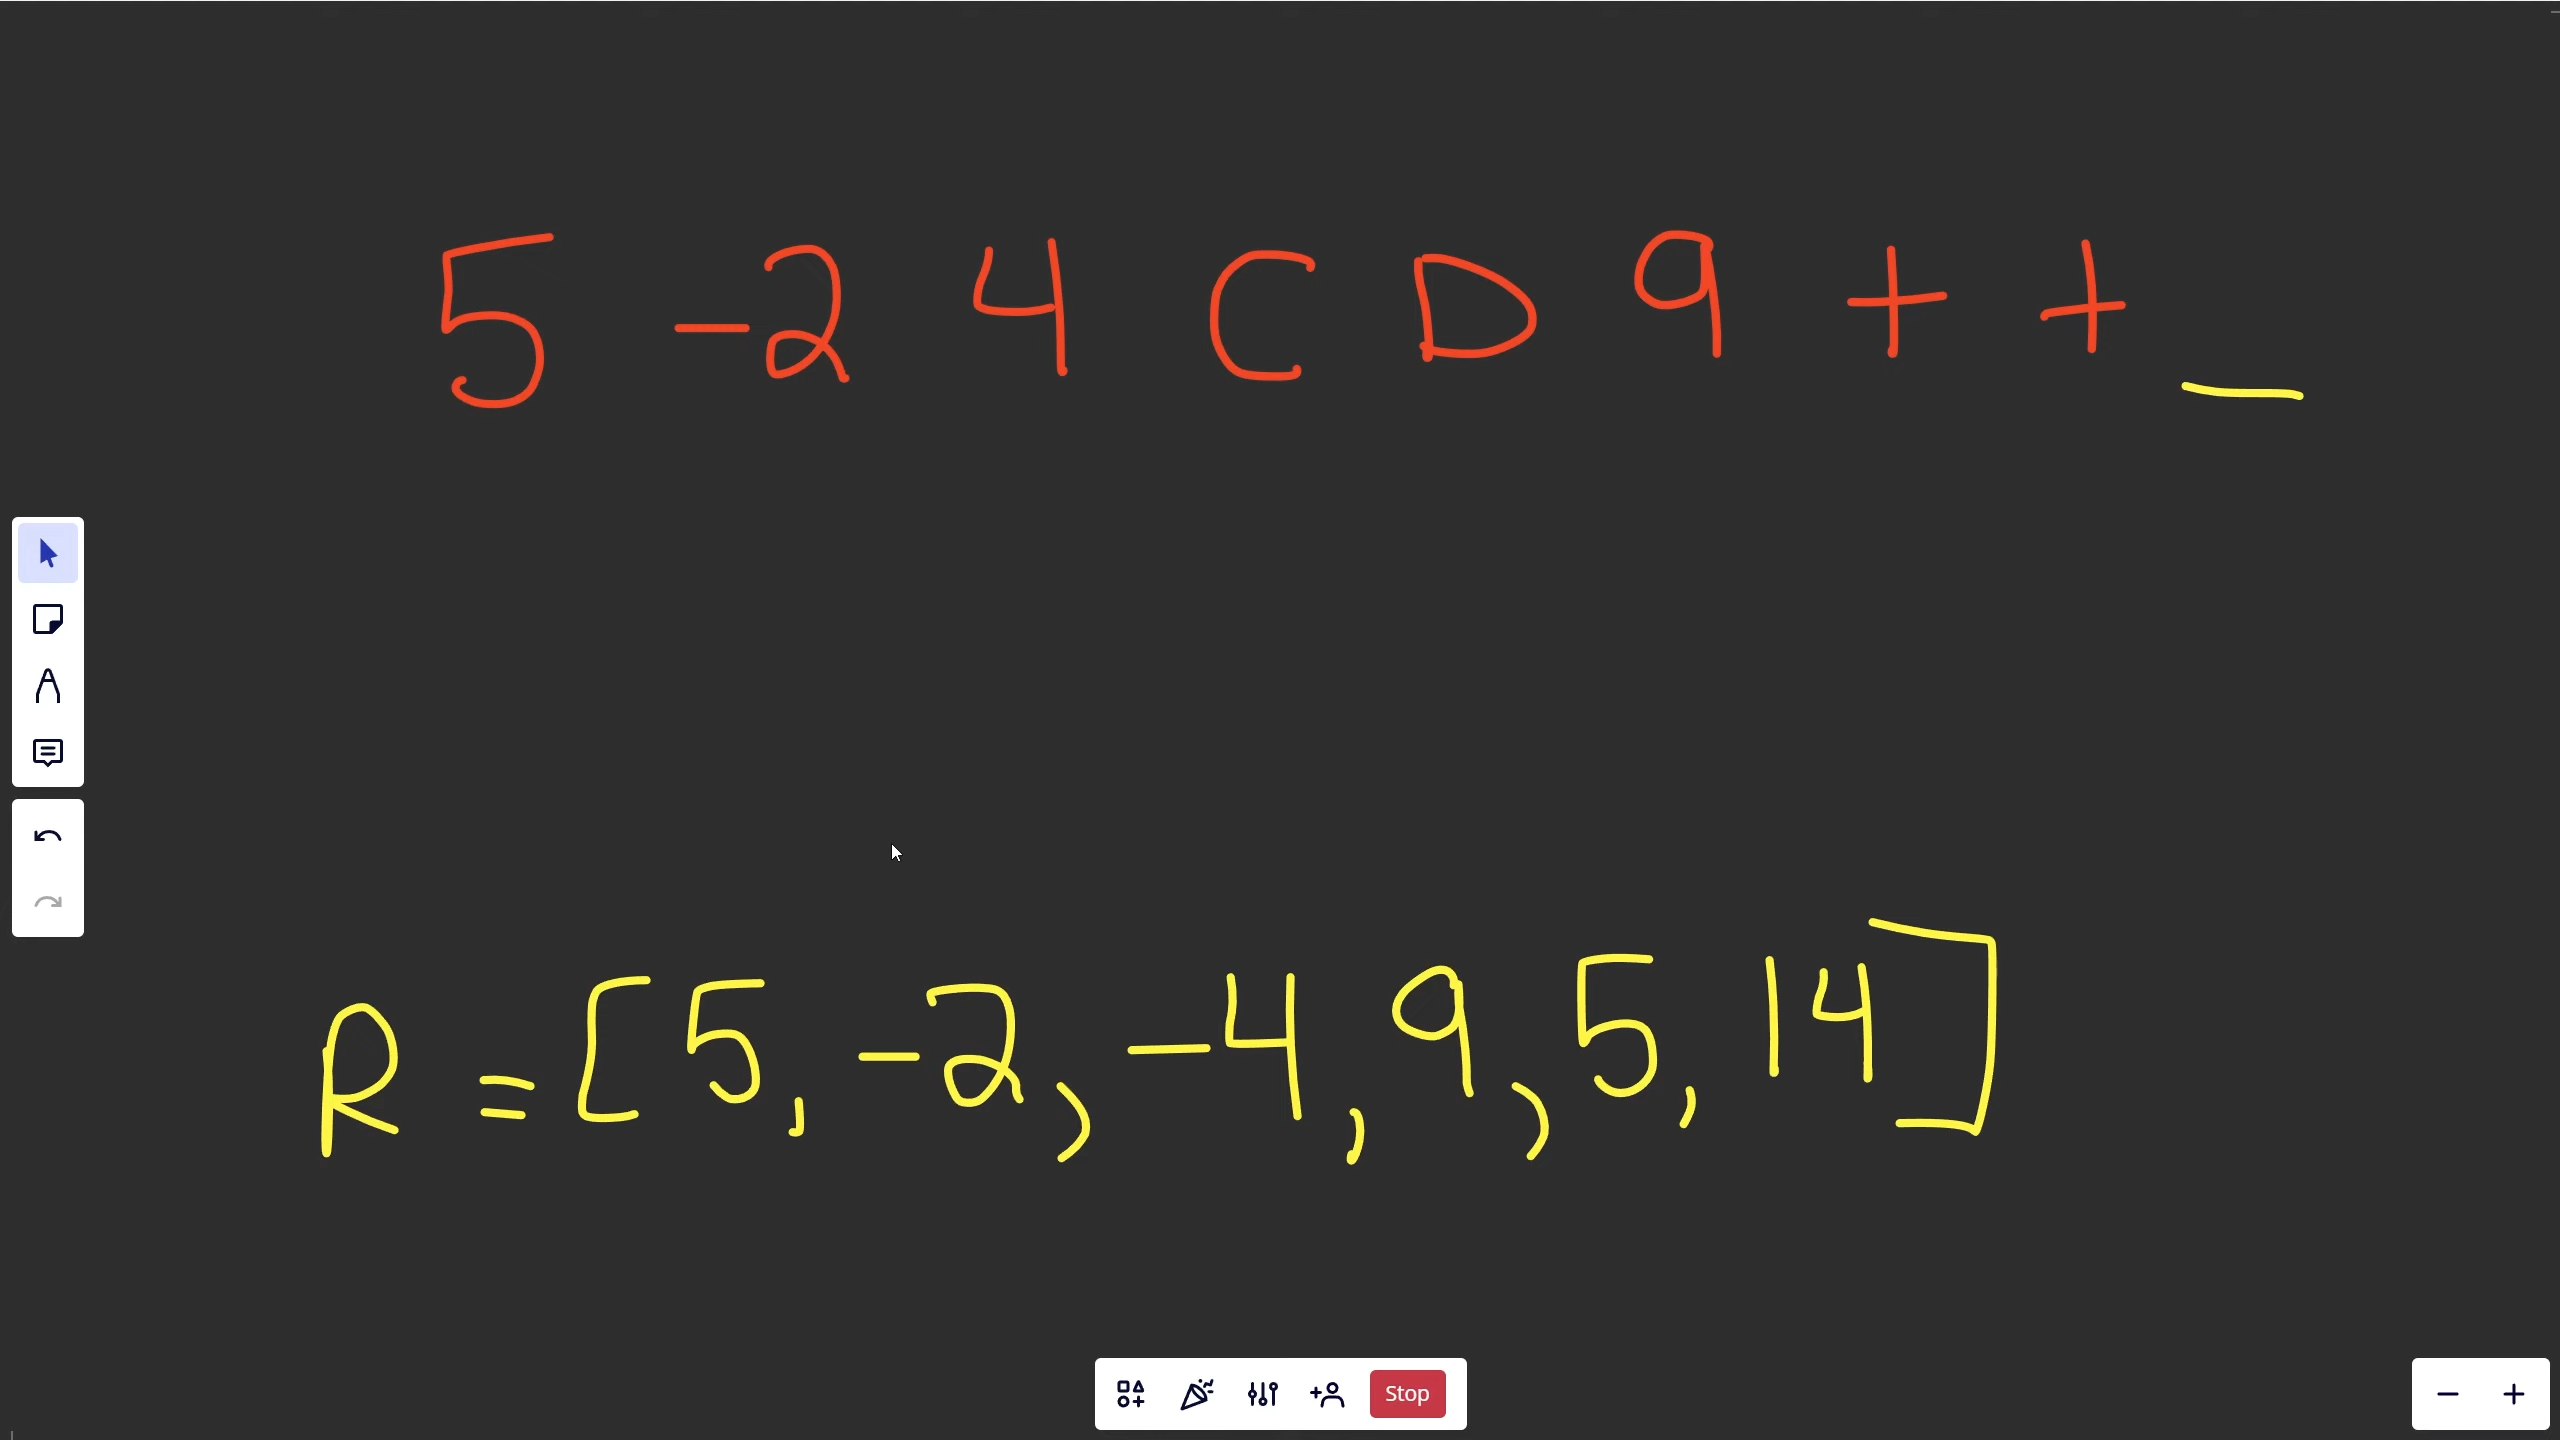 5 -2 4 C D 9 + + _
R = [5, -2, -4, 9, 5, 14]
Stop